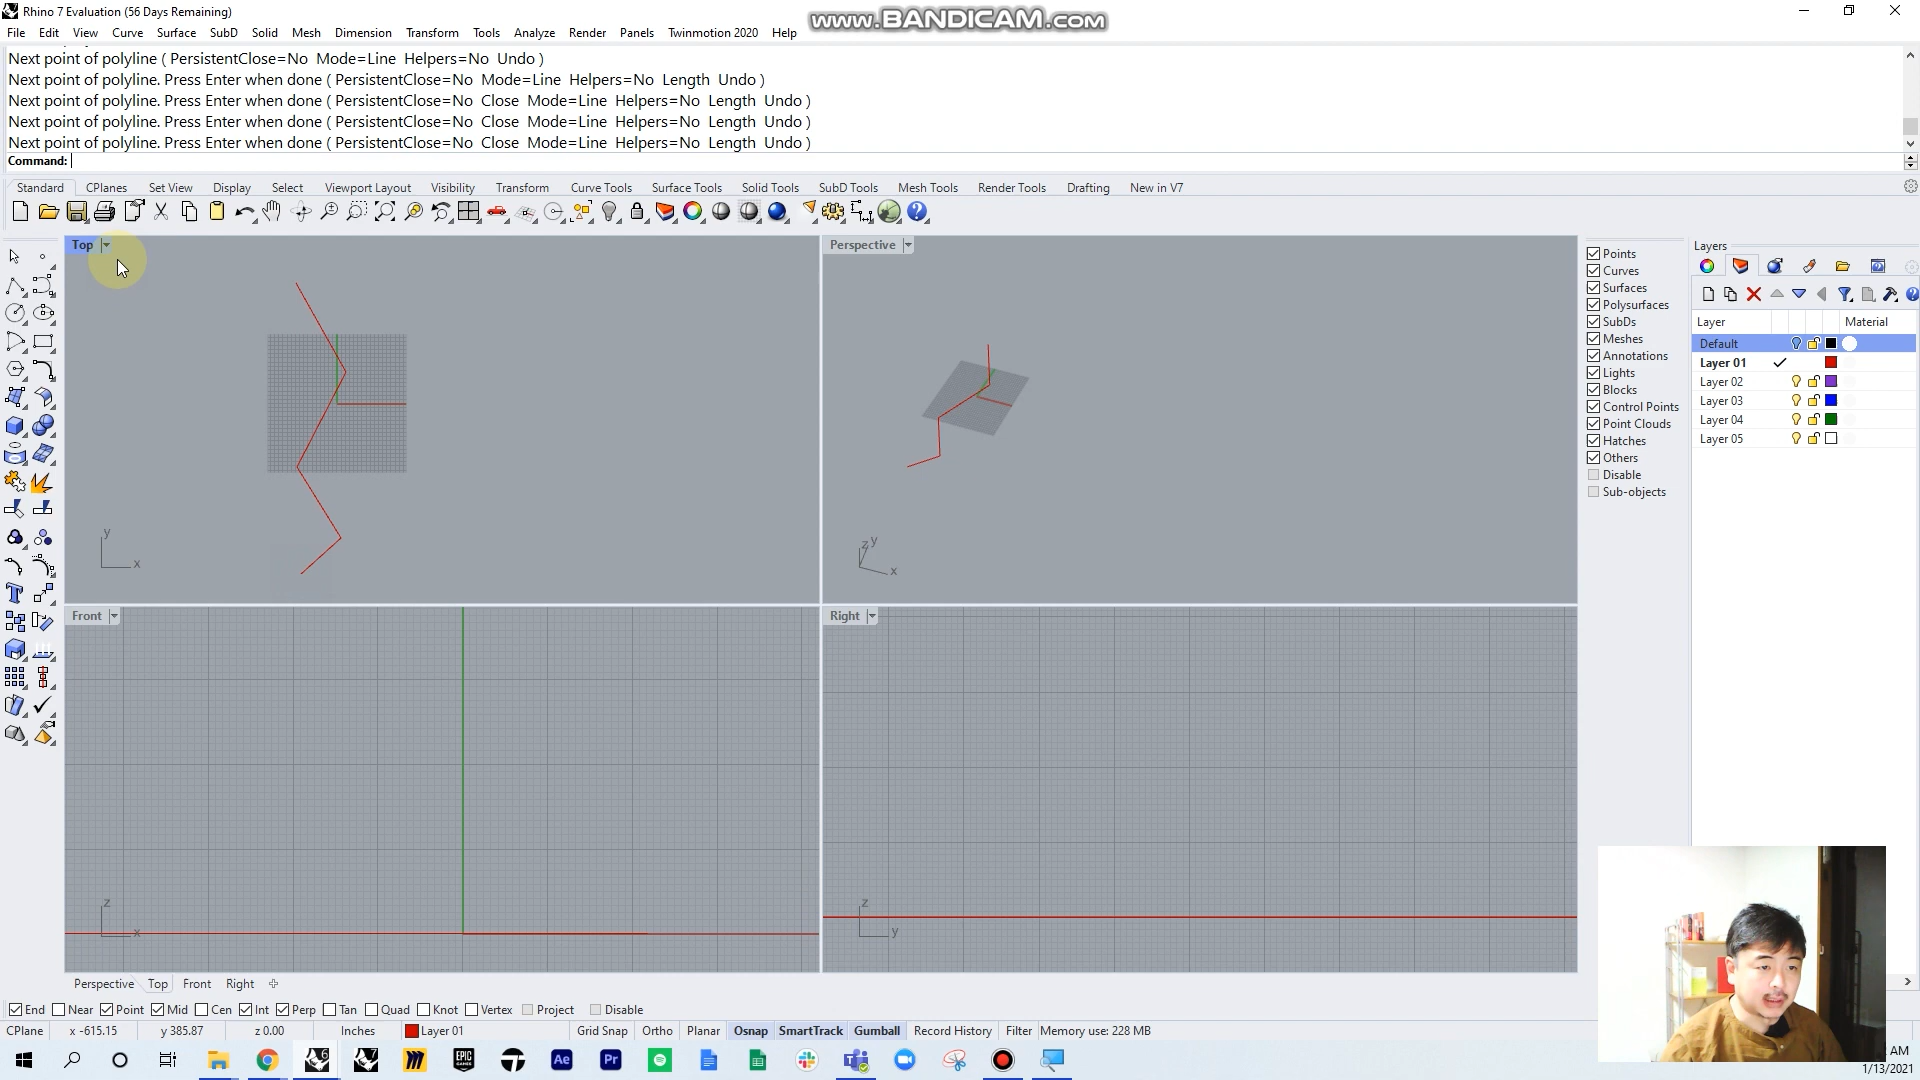 Rhino 7 Evaluation (56 Days Remaining)
www.BANDICAM.com
File Edit View Curve Surface SubD Solid Mesh Dimension Transform Tools Analyze Render Panels Twinmotion 2020 Help
Next point of polyline ( PersistentClose=No Mode=Line Helpers=No Undo )
Next point of polyline. Press Enter when done ( PersistentClose=No Mode=Line Helpers=No Length Undo )
Next point of polyline. Press Enter when done ( PersistentClose=No Close Mode=Line Helpers=No Length Undo )
Next point of polyline. Press Enter when done ( PersistentClose=No Close Mode=Line Helpers=No Length Undo )
Next point of polyline. Press Enter when done ( PersistentClose=No Close Mode=Line Helpers=No Length Undo )
Command:
Standard CPlanes Set View Display Select Viewport Layout Visibility Transform Curve Tools Surface Tools Solid Tools SubD Tools Mesh Tools Render Tools Drafting New in V7
Top
Perspective
y
x
z y
x
Front
Right
z
x
z
y
Points
Curves
Surfaces
Polysurfaces
SubDs
Meshes
Annotations
Lights
Blocks
Control Points
Point Clouds
Hatches
Others
Disable
Sub-objects
Layers
Layer Material
Default
Layer 01
Layer 02
Layer 03
Layer 04
Layer 05
Perspective Top Front Right
End Near Point Mid Cen Int Perp Tan Quad Knot Vertex Project Disable
CPlane x -615.15 y 385.87 z 0.00 Inches Layer 01 Grid Snap Ortho Planar Osnap SmartTrack Gumball Record History Filter Memory use: 228 MB
6 7 EPIC GAMES Ae Pr
AM
1/13/2021